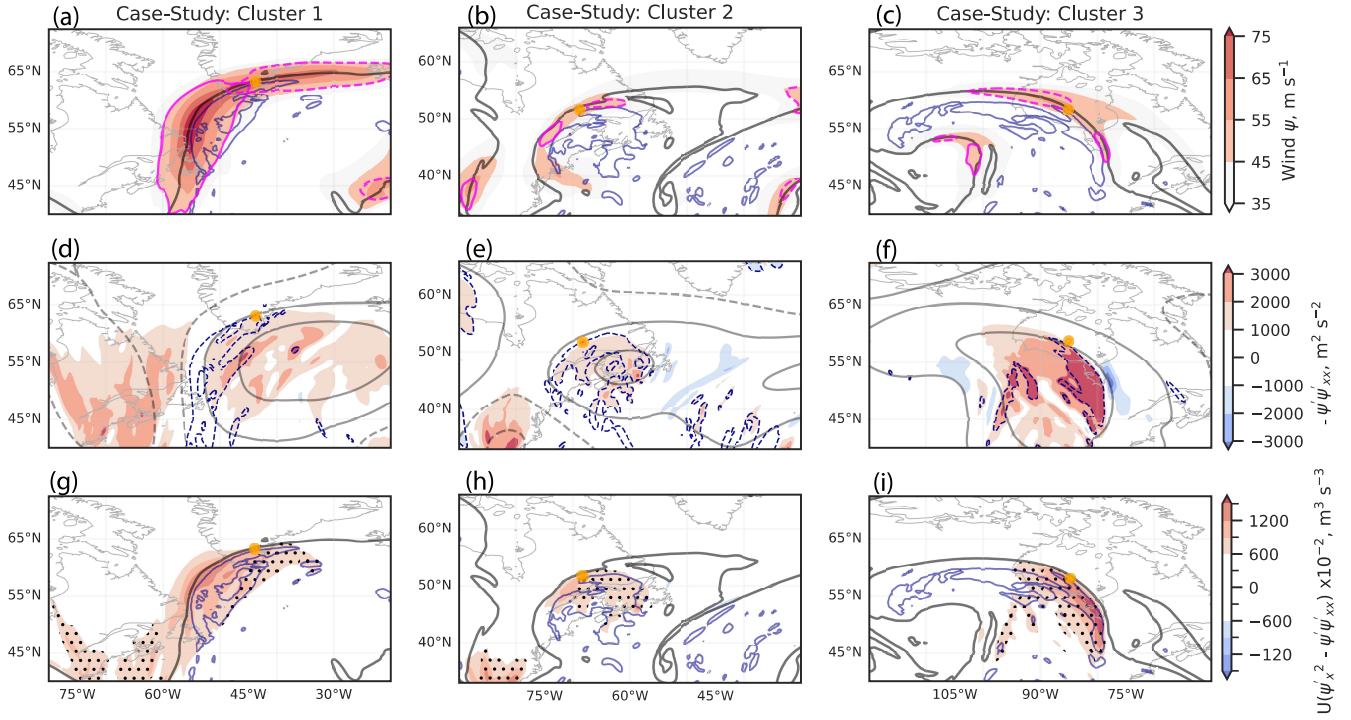 (a) Case-Study: Cluster 1
(b) Case-Study: Cluster 2
(c) Case-Study: Cluster 3
65°N
55°N
45°N
60°N
50°N
40°N
65°N
55°N
45°N
75
65
55
45
35
Wind ψ, m s⁻¹
(d)
(e)
(f)
65°N
55°N
45°N
60°N
50°N
40°N
65°N
55°N
45°N
3000
2000
1000
0
−1000
−2000
−3000
- ψ′ψ′xx, m² s⁻²
(g)
(h)
(i)
65°N
55°N
45°N
60°N
50°N
40°N
65°N
55°N
45°N
1200
600
0
−600
−120
U(ψ′x² - ψ′ψ′xx) x10⁻², m³ s⁻³
75°W
60°W
45°W
30°W
75°W
60°W
45°W
105°W
90°W
75°W